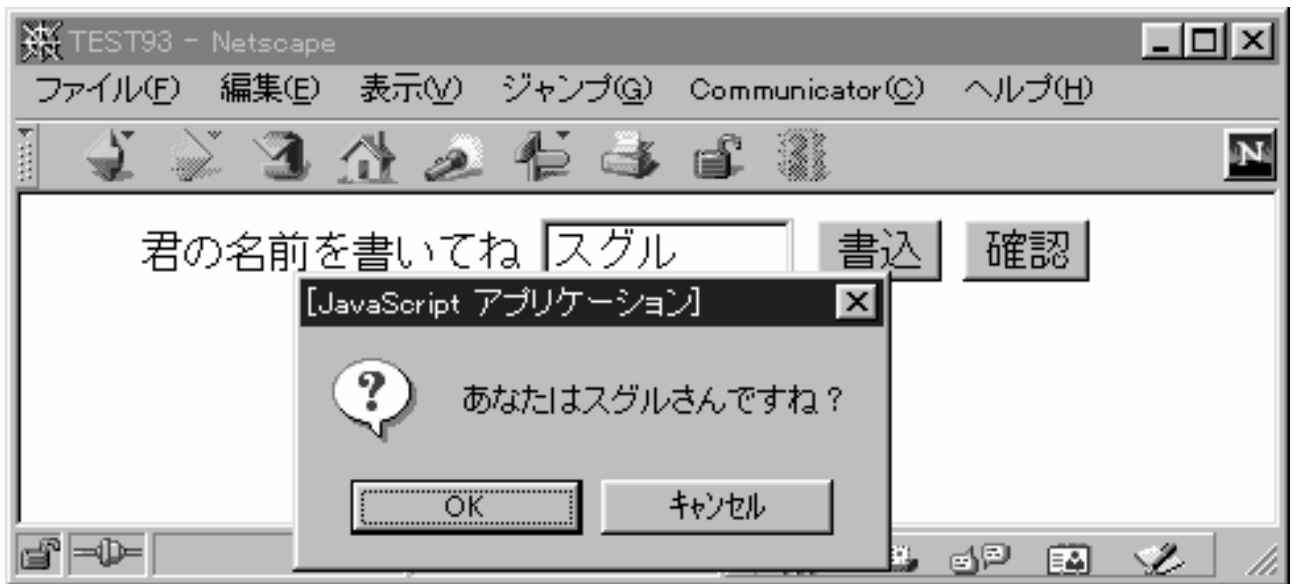 TEST93 - Netscape
ファイル(F) 編集(E) 表示(V) ジャンプ(G) Communicator(C) ヘルプ(H)
N
君の名前を書いてね スグル 書込 確認
[JavaScript アプリケーション]
あなたはスグルさんですね?
OK キャンセル